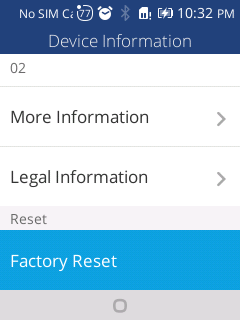 No SIM Ca 77 10:32 PM
Device Information
02
More Information
Legal Information
Reset
Factory Reset